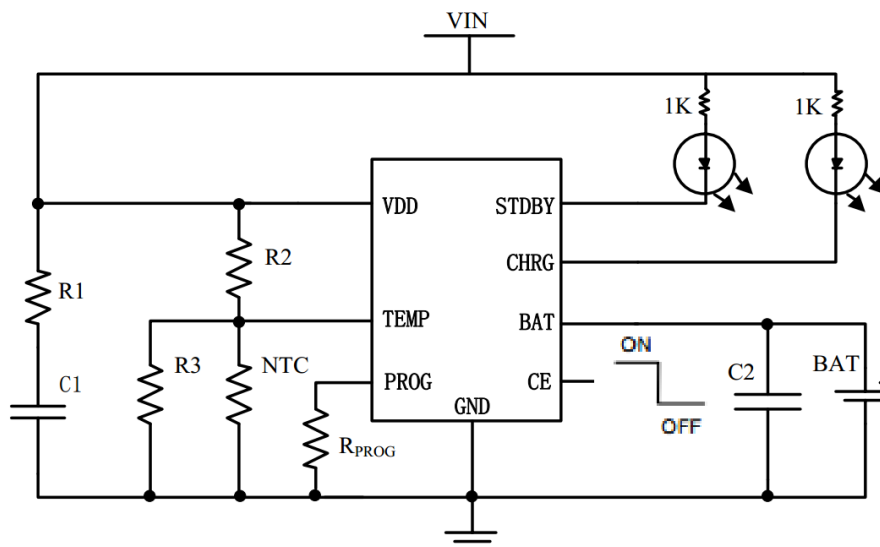 VIN
1K 1K
VDD STDBY
R2
CHRG
R1
TEMP BAT
ON
R3 NTC
C1 PROG CE C2 BAT
GND
OFF
RPROG